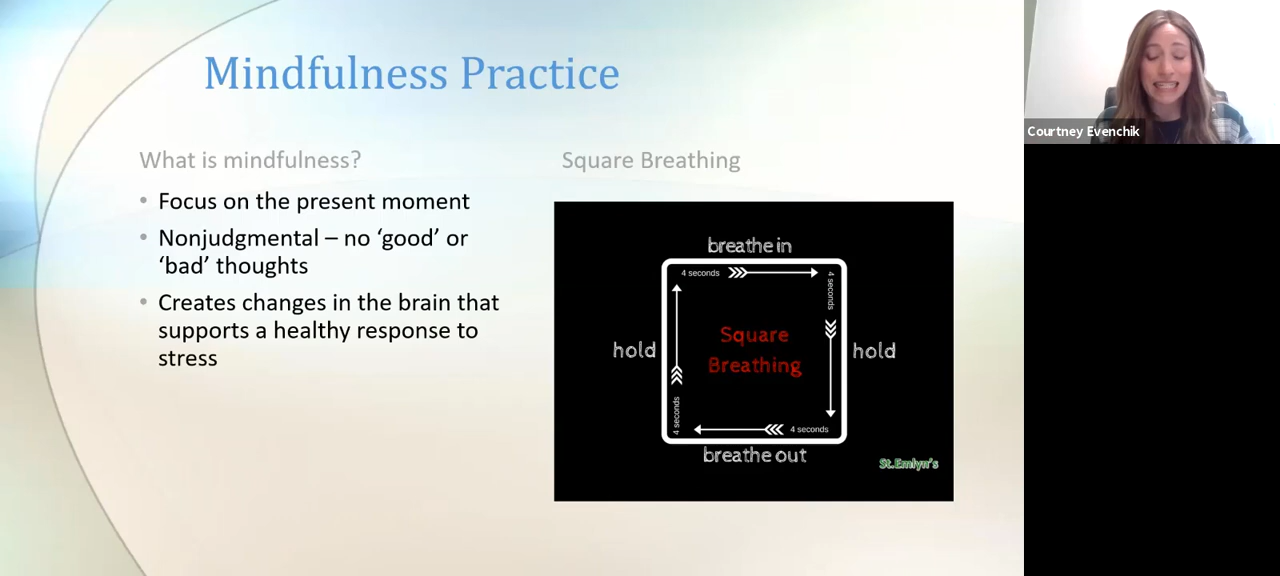 Mindfulness Practice
What is mindfulness?
• Focus on the present moment
• Nonjudgmental – no ‘good’ or
‘bad’ thoughts
• Creates changes in the brain that
supports a healthy response to
stress
Square Breathing
breathe in
4 seconds
4 seconds
hold
Square
Breathing
hold
4 seconds
4 seconds
breathe out
St.Emlyn's
Courtney Evenchik